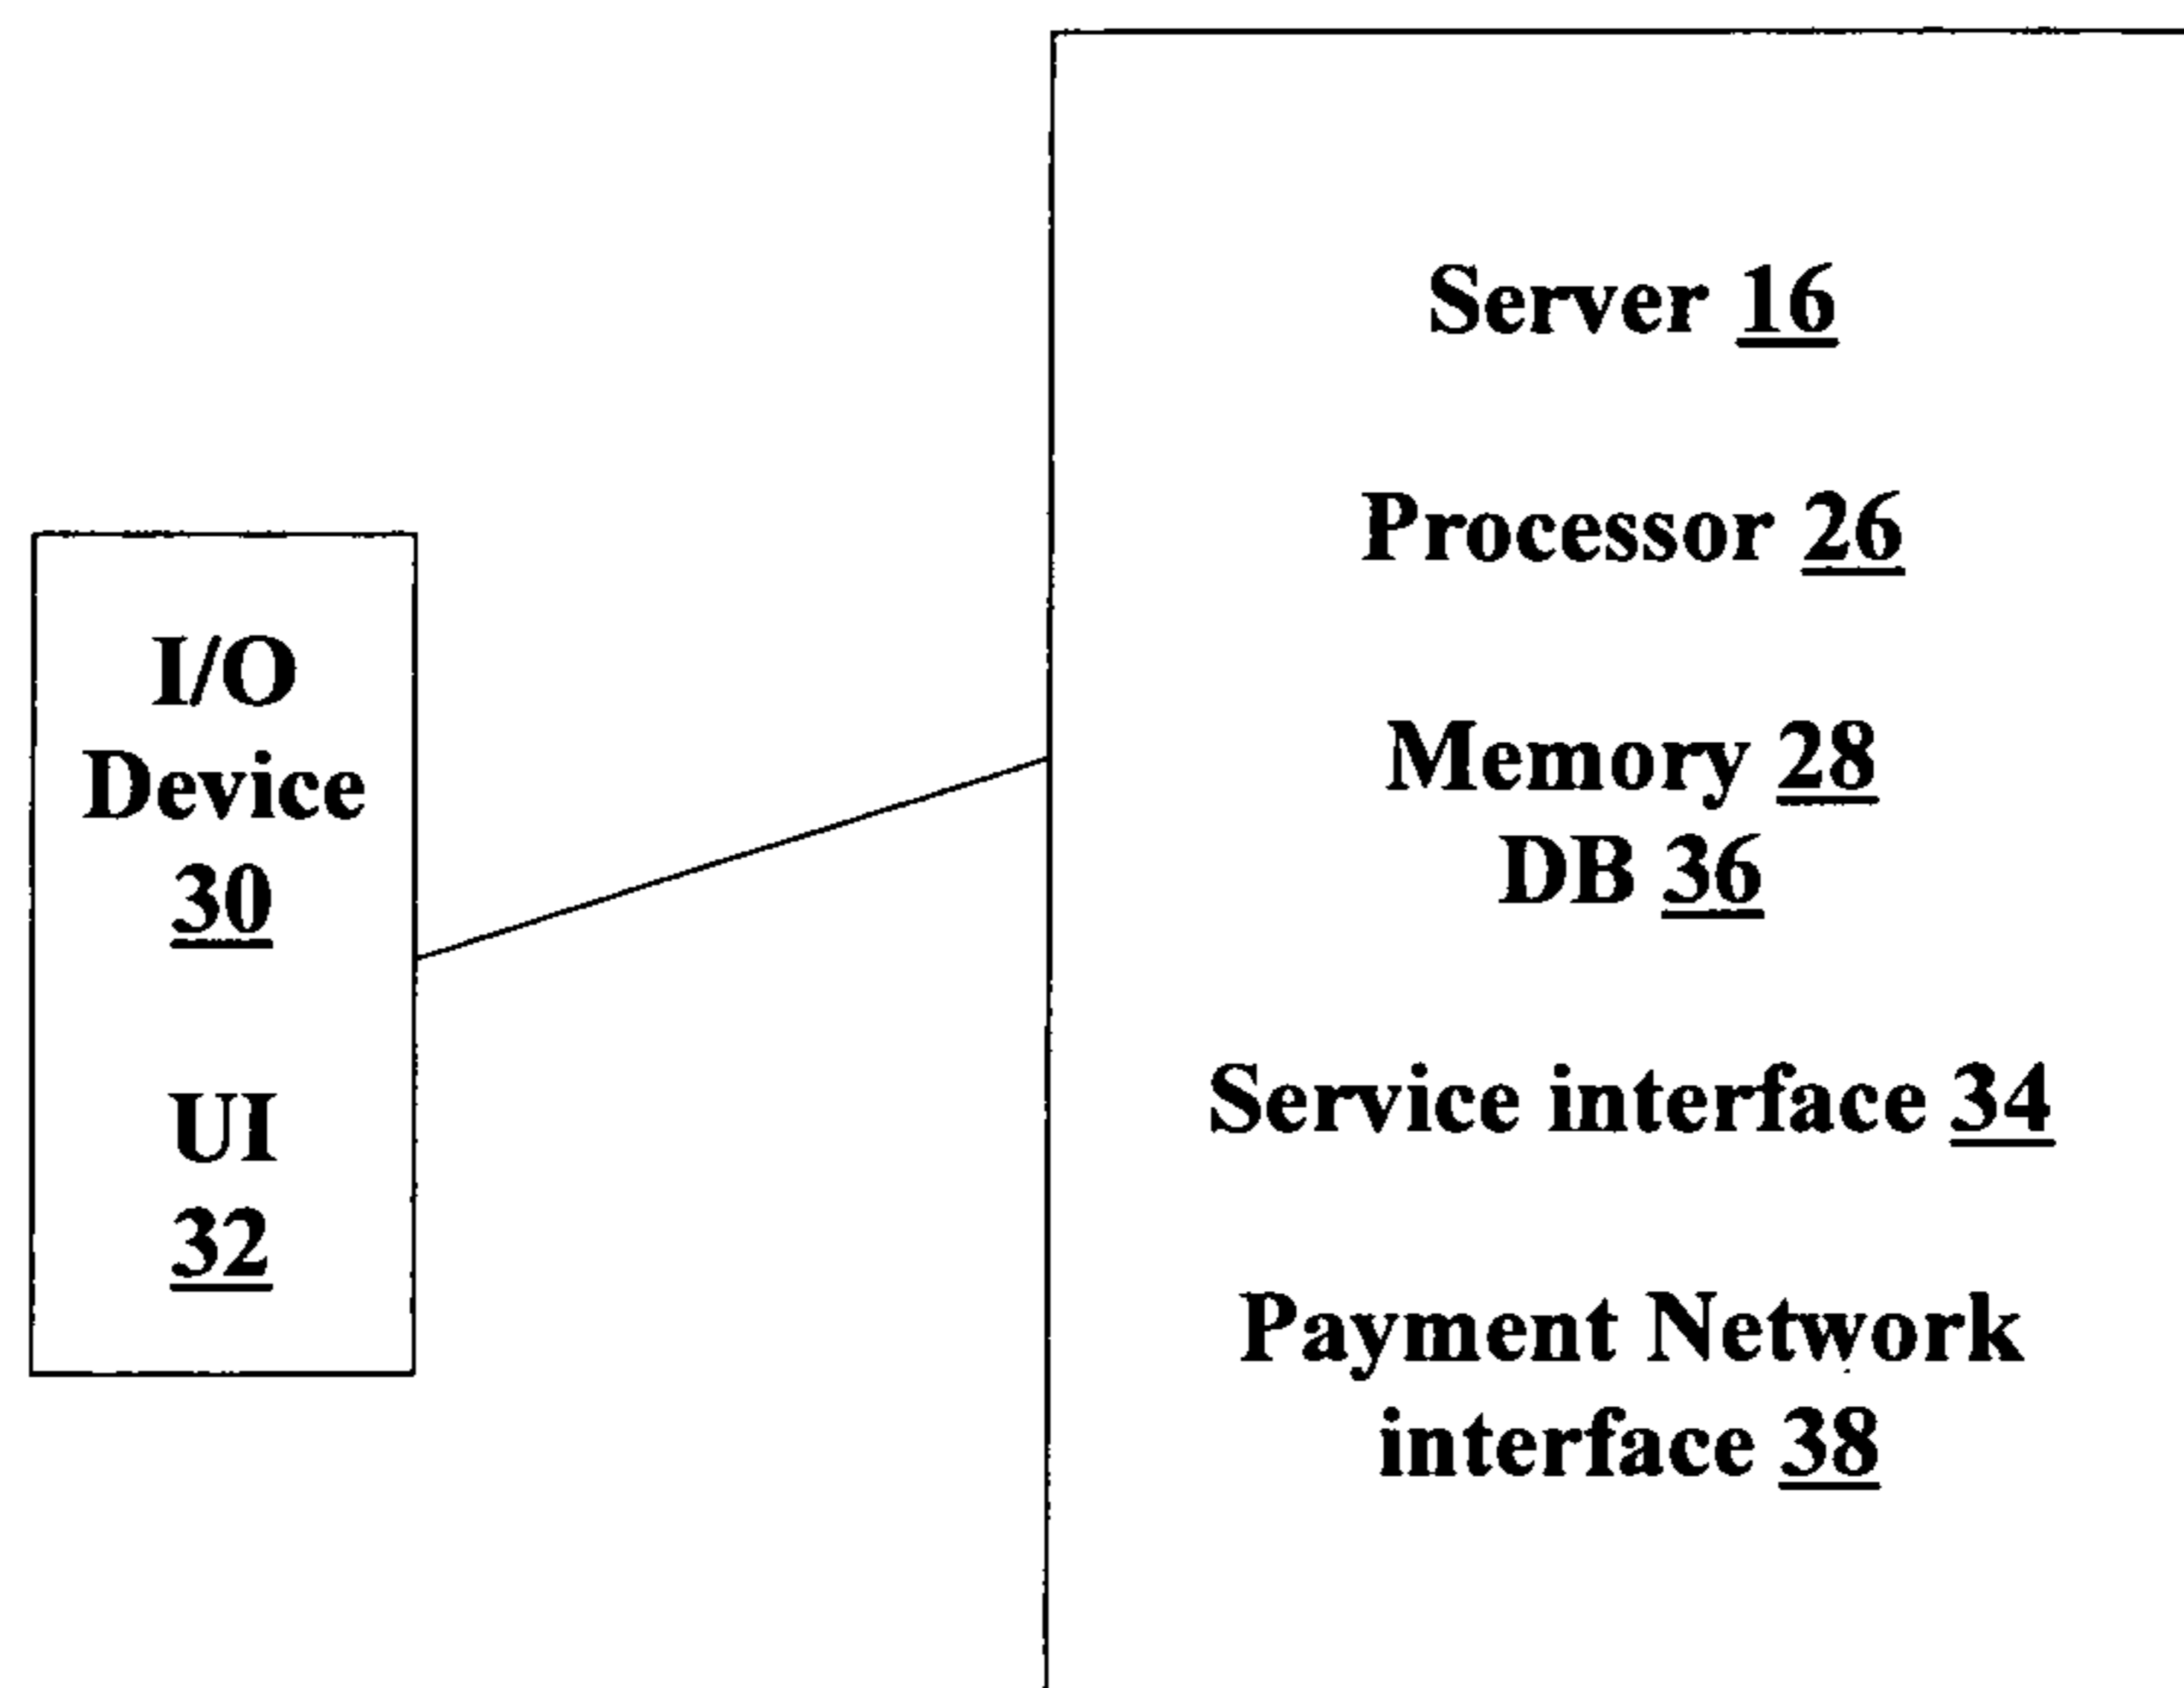 I/O
Device
30
UI
32
Server 16
Processor 26
Memory 28
DB 36
Service interface 34
Payment Network
interface 38